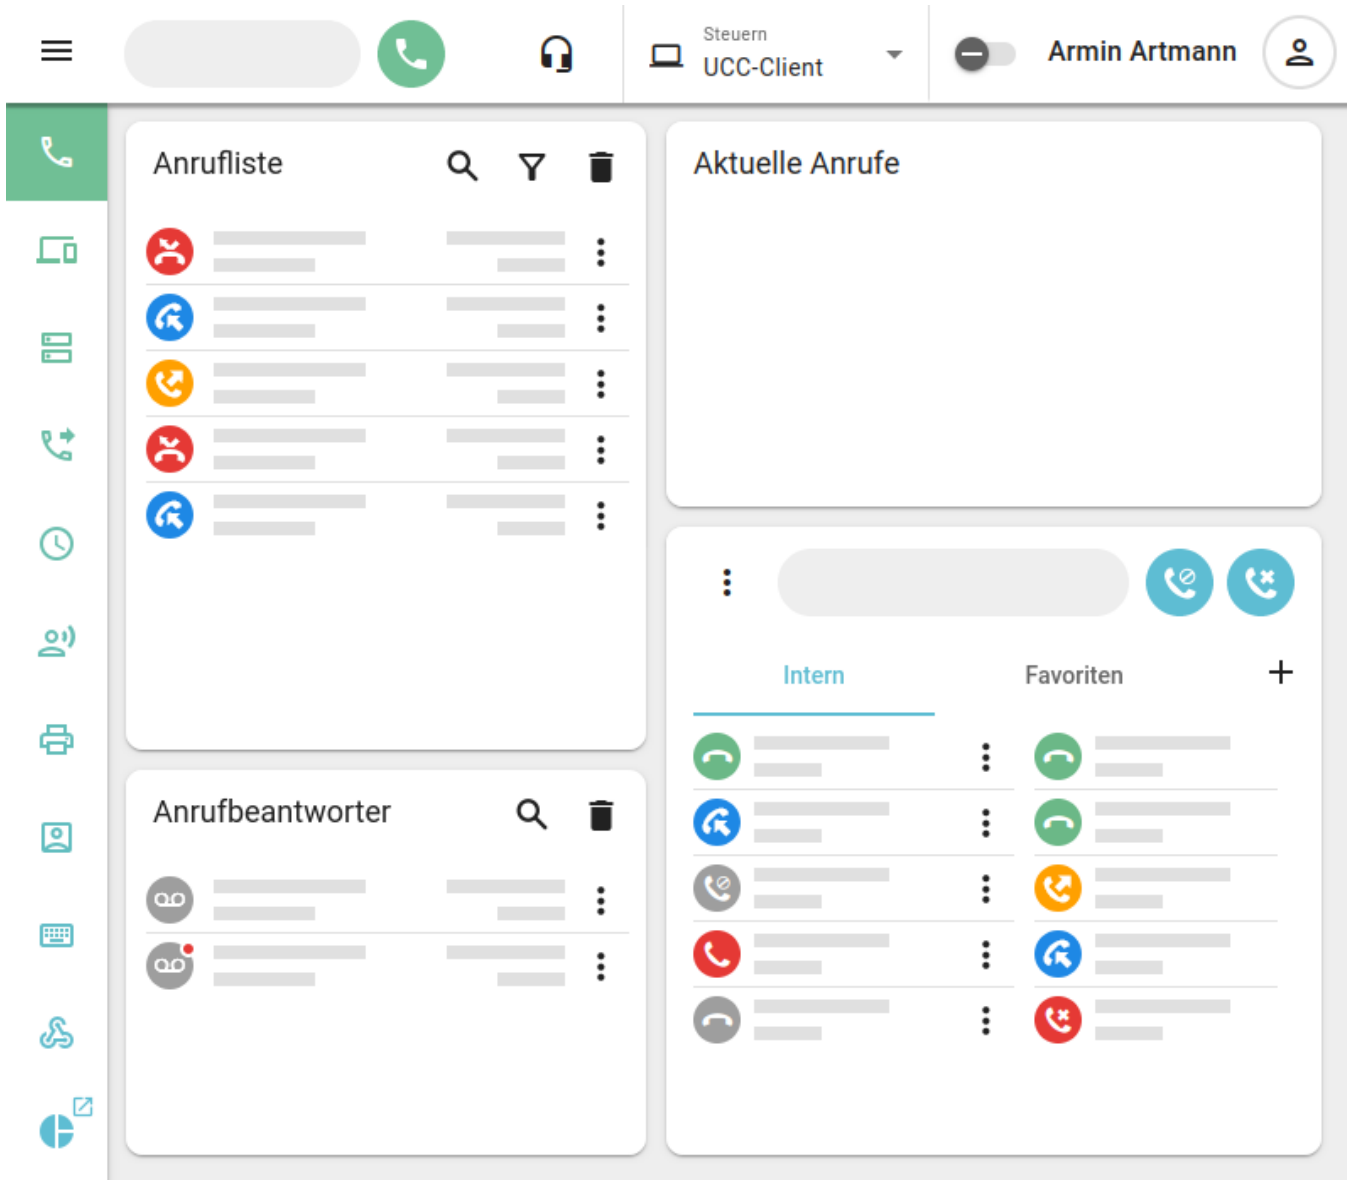 Steuern
UCC-Client
Armin Artmann
Anrufliste
Aktuelle Anrufe
Intern
Favoriten
Anrufbeantworter